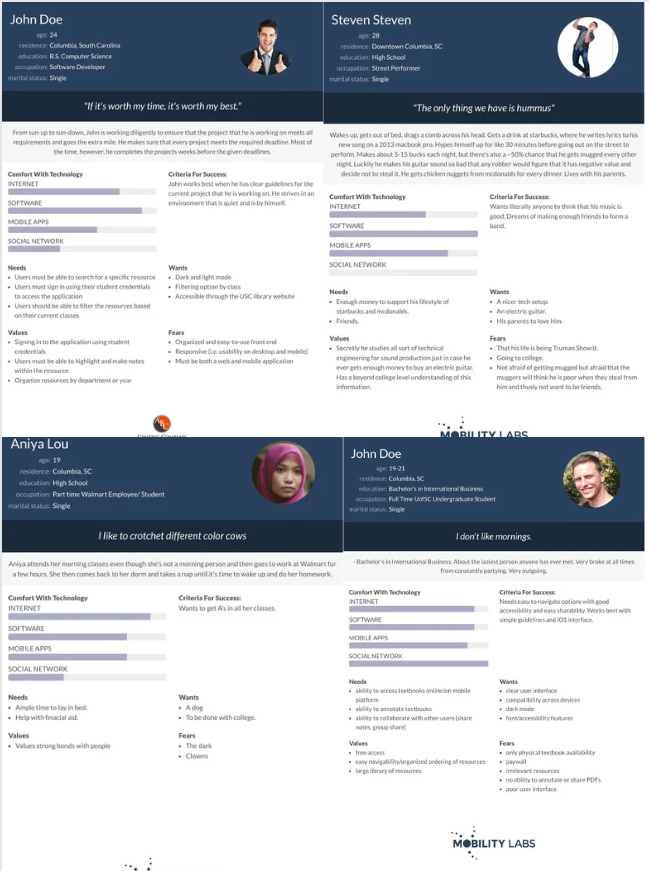 John Doe
age: 24
residence: Columbia, South Carolina
education: B.S. Computer Science
occupation: Software Developer
marital status: Single
"If it's worth my time, it's worth my best."
From sun-up to sun-down, John is working diligently to ensure that the project that he is working on meets all
requirements and goes the extra mile. He makes sure that every project meets the required deadline. Most of
the time, however, he completes the projects weeks before the given deadlines.
Comfort With Technology
INTERNET
SOFTWARE
MOBILE APPS
SOCIAL NETWORK
Criteria For Success:
John works best when he has clear guidelines for the
current project that he is working on. He strives in an
environment that is quiet and is by himself.
Needs
• Users must be able to search for a specific resource
• Users must sign in using their student credentials
to access the application
• Users should be able to filter the resources based
on their current classes
Wants
• Dark and light mode
• Filtering option by class
• Accessible through the USC library website
Values
• Signing in to the application using student
credentials
• Users must be able to highlight and make notes
within the resource
• Organize resources by department or year
Fears
• Organized and easy-to-use front end
• Responsive (i.e. usability on desktop and mobile)
• Must be both a web and mobile application
Steven Steven
age: 28
residence: Downtown Columbia, SC
education: High School
occupation: Street Performer
marital status: Single
"The only thing we have is hummus"
Wakes up, gets out of bed, drags a comb across his head. Gets a drink at starbucks, where he writes lyrics to his
new song on a 2013 macbook pro. Hypes himself up for like 30 minutes before going out on the street to
perform. Makes about 5-15 bucks each night, but there's also a ~50% chance that he gets mugged every other
night. Luckily he makes his guitar sound so bad that any robber would figure that it has negative value and
decide not to steal it. He gets chicken nuggets from mcdonalds for every dinner. Lives with his parents.
Comfort With Technology
INTERNET
SOFTWARE
MOBILE APPS
SOCIAL NETWORK
Criteria For Success:
Wants literally anyone to think that his music is
good. Dreams of making enough friends to form a
band.
Needs
• Enough money to support his lifestyle of
starbucks and mcdonalds.
• Friends.
Wants
• A nicer tech setup.
• An electric guitar.
• His parents to love him.
Values
• Secretly he studies all sort of technical
engineering for sound production just in case he
ever gets enough money to buy an electric guitar.
Has a beyond college level understanding of this
information.
Fears
• That his life is being Truman Show'd.
• Going to college.
• Not afraid of getting mugged but afraid that the
muggers will think he is poor when they steal from
him and thusly not want to be friends.
MOBILITY LABS
Aniya Lou
age: 19
residence: Columbia, SC
education: High School
occupation: Part time Walmart Employee/ Student
marital status: Single
I like to crotchet different color cows
Aniya attends her morning classes even though she's not a morning person and then goes to work at Walmart for
a few hours. She then comes back to her dorm and takes a nap until it's time to wake up and do her homework.
Comfort With Technology
INTERNET
SOFTWARE
MOBILE APPS
SOCIAL NETWORK
Criteria For Success:
Wants to get A's in all her classes.
Needs
• Ample time to lay in bed.
• Help with finacial aid.
Wants
• A dog
• To be done with college.
Values
• Values strong bonds with people
Fears
• The dark
• Clowns
John Doe
age: 19-21
residence: Columbia, SC
education: Bachelor's in International Business
occupation: Full Time UofSC Undergraduate Student
marital status: Single
I don't like mornings.
- Bachelor's in International Business. About the laziest person anyone has ever met. Very broke at all times
from constantly partying. Very outgoing.
Comfort With Technology
INTERNET
SOFTWARE
MOBILE APPS
SOCIAL NETWORK
Criteria For Success:
Needs easy to navigate options with good
accessibility and easy sharability. Works best with
simple guidelines and iOS interface.
Needs
• ability to access textbooks online/on mobile
platform
• ability to annotate textbooks
• ability to collaborate with other users (share
notes, group share)
Wants
• clear user interface
• compatibility across devices
• dark mode
• font/accessibility features
Values
• free access
• easy navigability/organized ordering of resources
• large library of resources
Fears
• only physical textbook availability
• paywall
• irrelevant resources
• no ability to annotate or share PDFs
• poor user interface
MOBILITY LABS